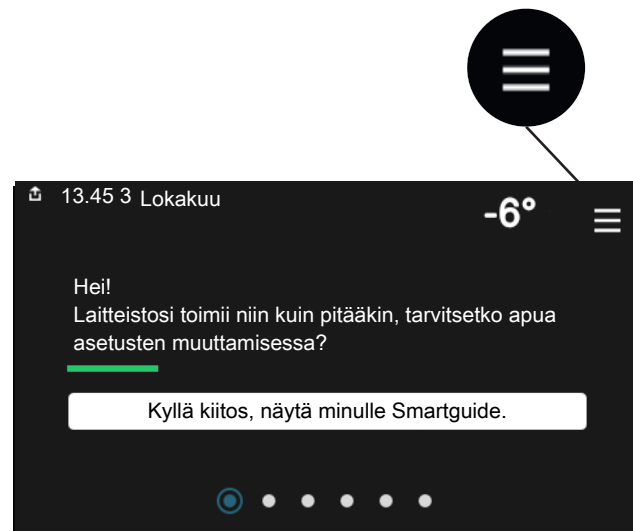 13.45 3 Lokakuu
-6°
Hei!
Laitteistosi toimii niin kuin pitääkin, tarvitsetko apua
asetusten muuttamisessa?
Kyllä kiitos, näytä minulle Smartguide.